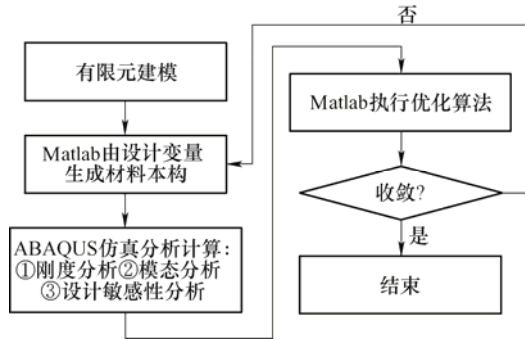 有限元建模
Matlab由设计变量
生成材料本构
ABAQUS仿真分析计算：
①刚度分析②模态分析
③设计敏感性分析
否
Matlab执行优化算法
收敛?
是
结束